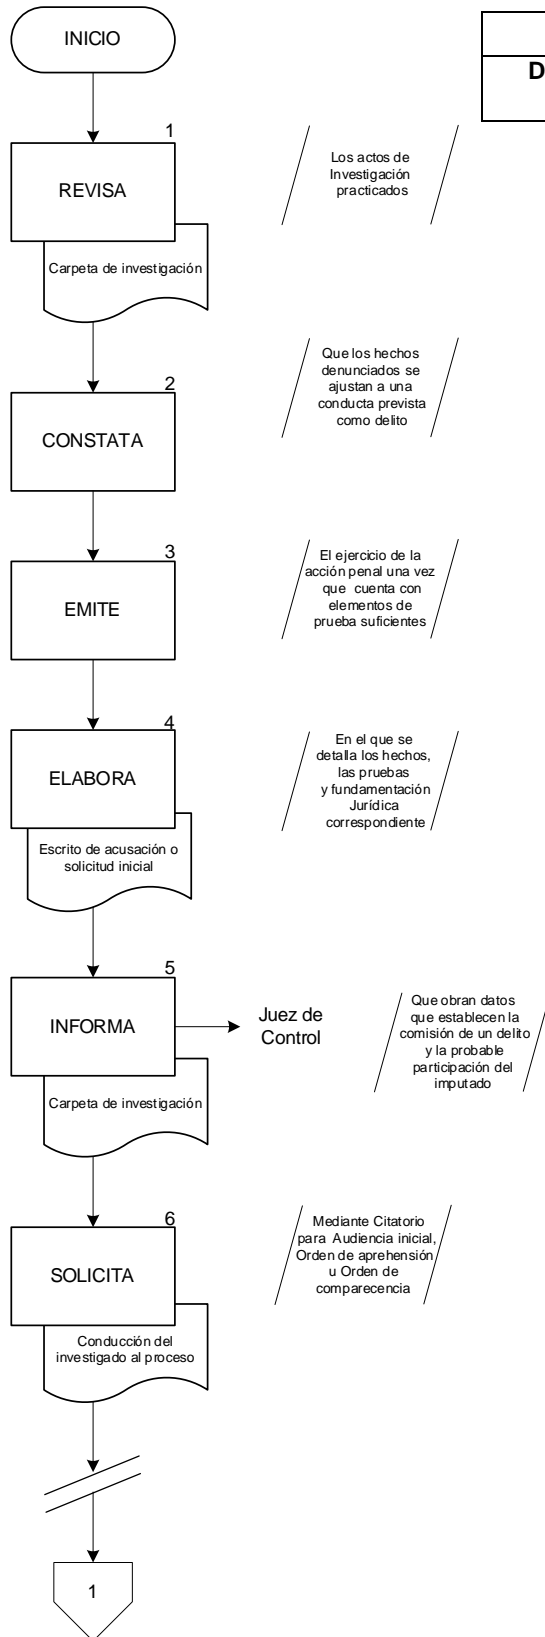 INICIO
D
1
REVISA
Carpeta de investigación
Los actos de
Investigación
practicados
2
CONSTATA
Que los hechos
denunciados se
ajustan a una
conducta prevista
como delito
3
EMITE
El ejercicio de la
acción penal una vez
que cuenta con
elementos de
prueba suficientes
4
ELABORA
Escrito de acusación o
solicitud inicial
En el que se
detalla los hechos,
las pruebas
y fundamentación
Jurídica
correspondiente
5
INFORMA
Carpeta de investigación
Juez de
Control
Que obran datos
que establecen la
comisión de un delito
y la probable
participación del
imputado
6
SOLICITA
Conducción del
investigado al proceso
Mediante Citatorio
para Audiencia inicial,
Orden de aprehensión
u Orden de
comparecencia
1